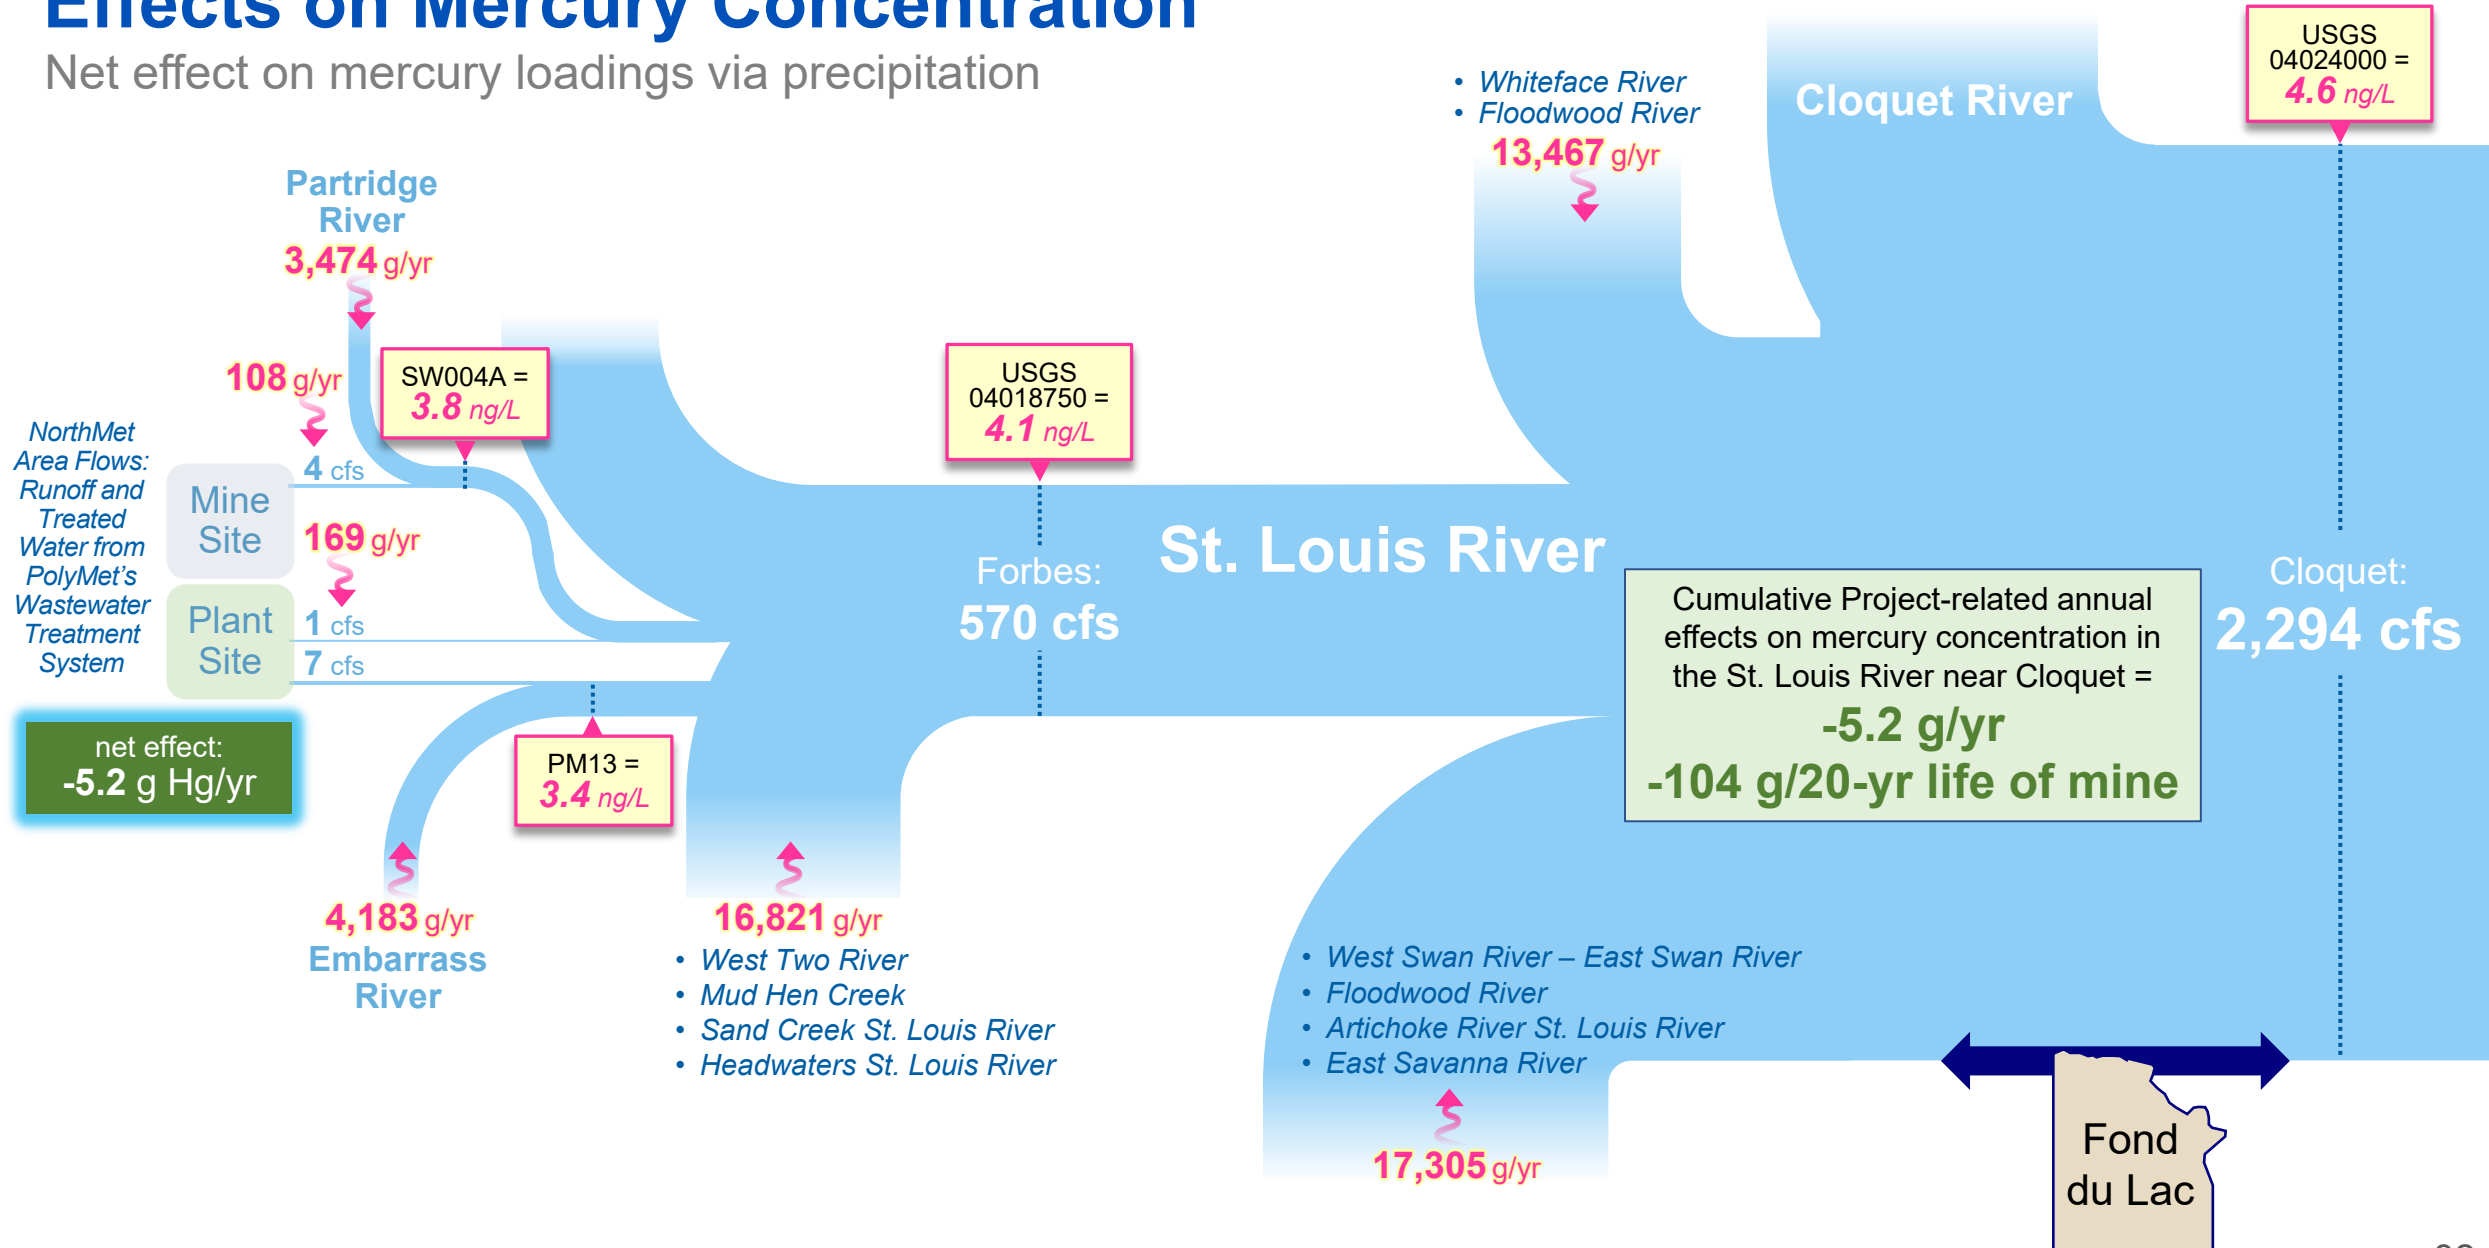 Effects on Mercury Concentration
Net effect on mercury loadings via precipitation
USGS
04024000 =
4.6 ng/L
• Whiteface River
• Floodwood River
13,467 g/yr
Cloquet River
Partridge
River
3,474 g/yr
108 g/yr
SW004A =
3.8 ng/L
USGS
04018750 =
4.1 ng/L
NorthMet
Area Flows:
Runoff and
Treated
Water from
PolyMet's
Wastewater
Treatment
System
Mine
Site
4 cfs
169 g/yr
Plant
Site
1 cfs
7 cfs
St. Louis River
Forbes:
570 cfs
Cumulative Project-related annual
effects on mercury concentration in
the St. Louis River near Cloquet =
-5.2 g/yr
-104 g/20-yr life of mine
Cloquet:
2,294 cfs
net effect:
-5.2 g Hg/yr
PM13 =
3.4 ng/L
4,183 g/yr
Embarrass
River
16,821 g/yr
• West Two River
• Mud Hen Creek
• Sand Creek St. Louis River
• Headwaters St. Louis River
• West Swan River – East Swan River
• Floodwood River
• Artichoke River St. Louis River
• East Savanna River
17,305 g/yr
Fond
du Lac